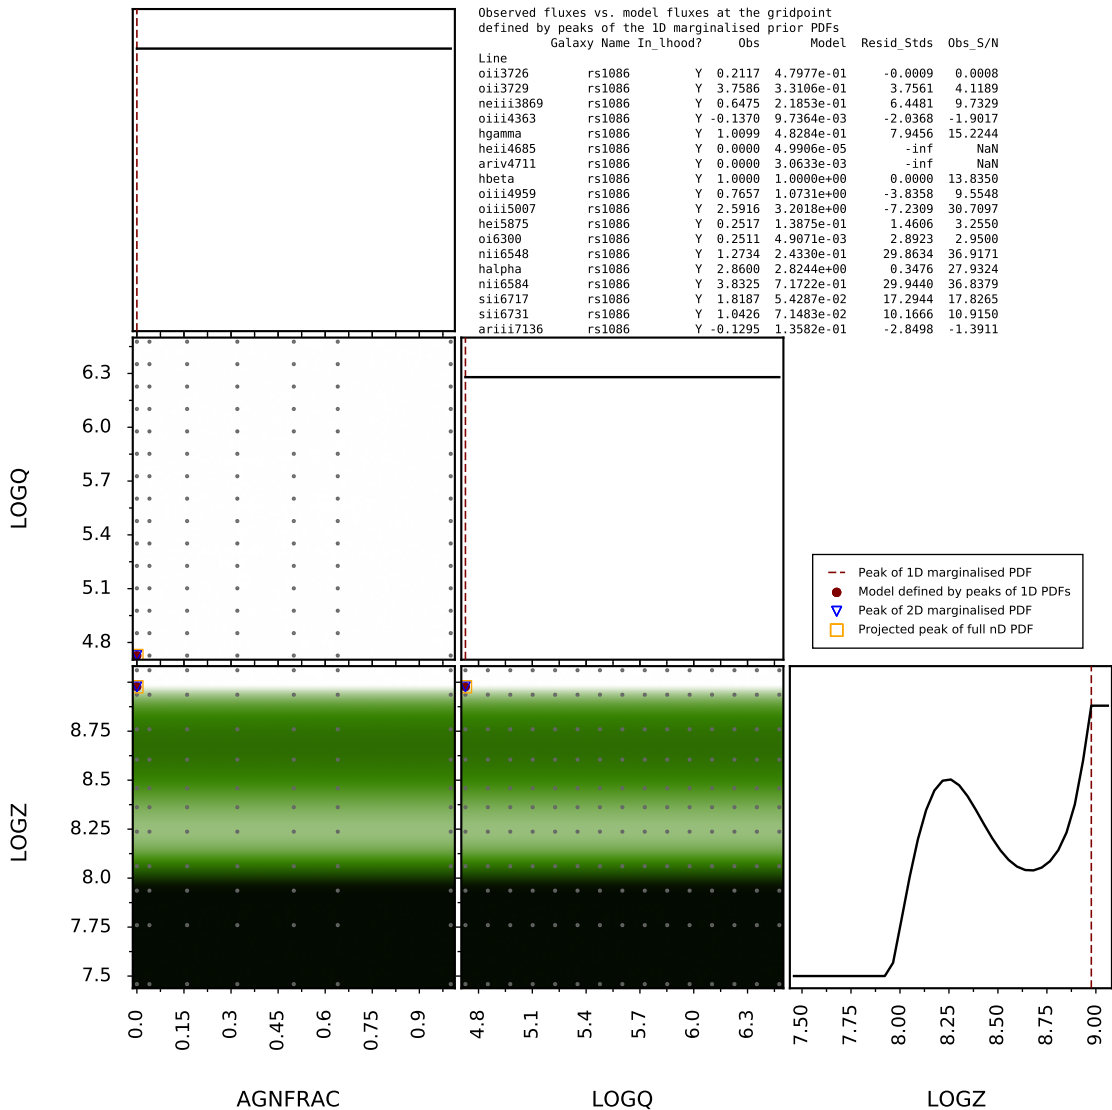 Observed fluxes vs. model fluxes at the gridpoint
defined by peaks of the 1D marginalised prior PDFs
Galaxy Name In_lhood? Obs Model Resid_Stds Obs_S/N
Line
oii3726 rs1086 Y 0.2117 4.7977e-01 -0.0009 0.0008
oii3729 rs1086 Y 3.7586 3.3106e-01 3.7561 4.1189
neiii3869 rs1086 Y 0.6475 2.1853e-01 6.4481 9.7329
oiii4363 rs1086 Y -0.1370 9.7364e-03 -2.0368 -1.9017
hgamma rs1086 Y 1.0099 4.8284e-01 7.9456 15.2244
heii4685 rs1086 Y 0.0000 4.9906e-05 -inf NaN
ariv4711 rs1086 Y 0.0000 3.0633e-03 -inf NaN
hbeta rs1086 Y 1.0000 1.0000e+00 0.0000 13.8350
oiii4959 rs1086 Y 0.7657 1.0731e+00 -3.8358 9.5548
oiii5007 rs1086 Y 2.5916 3.2018e+00 -7.2309 30.7097
hei5875 rs1086 Y 0.2517 1.3875e-01 1.4606 3.2550
oi6300 rs1086 Y 0.2511 4.9071e-03 2.8923 2.9500
nii6548 rs1086 Y 1.2734 2.4330e-01 29.8634 36.9171
halpha rs1086 Y 2.8600 2.8244e+00 0.3476 27.9324
nii6584 rs1086 Y 3.8325 7.1722e-01 29.9440 36.8379
sii6717 rs1086 Y 1.8187 5.4287e-02 17.2944 17.8265
sii6731 rs1086 Y 1.0426 7.1483e-02 10.1666 10.9150
ariii7136 rs1086 Y -0.1295 1.3582e-01 -2.8498 -1.3911
6.3
6.0
5.7
5.4
5.1
4.8
LOGQ
Peak of 1D marginalised PDF
Model defined by peaks of 1D PDFs
Peak of 2D marginalised PDF
Projected peak of full nD PDF
8.75
8.5
8.25
8.0
7.75
7.5
LOGZ
0.0 0.15 0.3 0.45 0.6 0.75 0.9
4.8 5.1 5.4 5.7 6.0 6.3
7.50 7.75 8.00 8.25 8.50 8.75 9.00
AGNFRAC LOGQ LOGZ